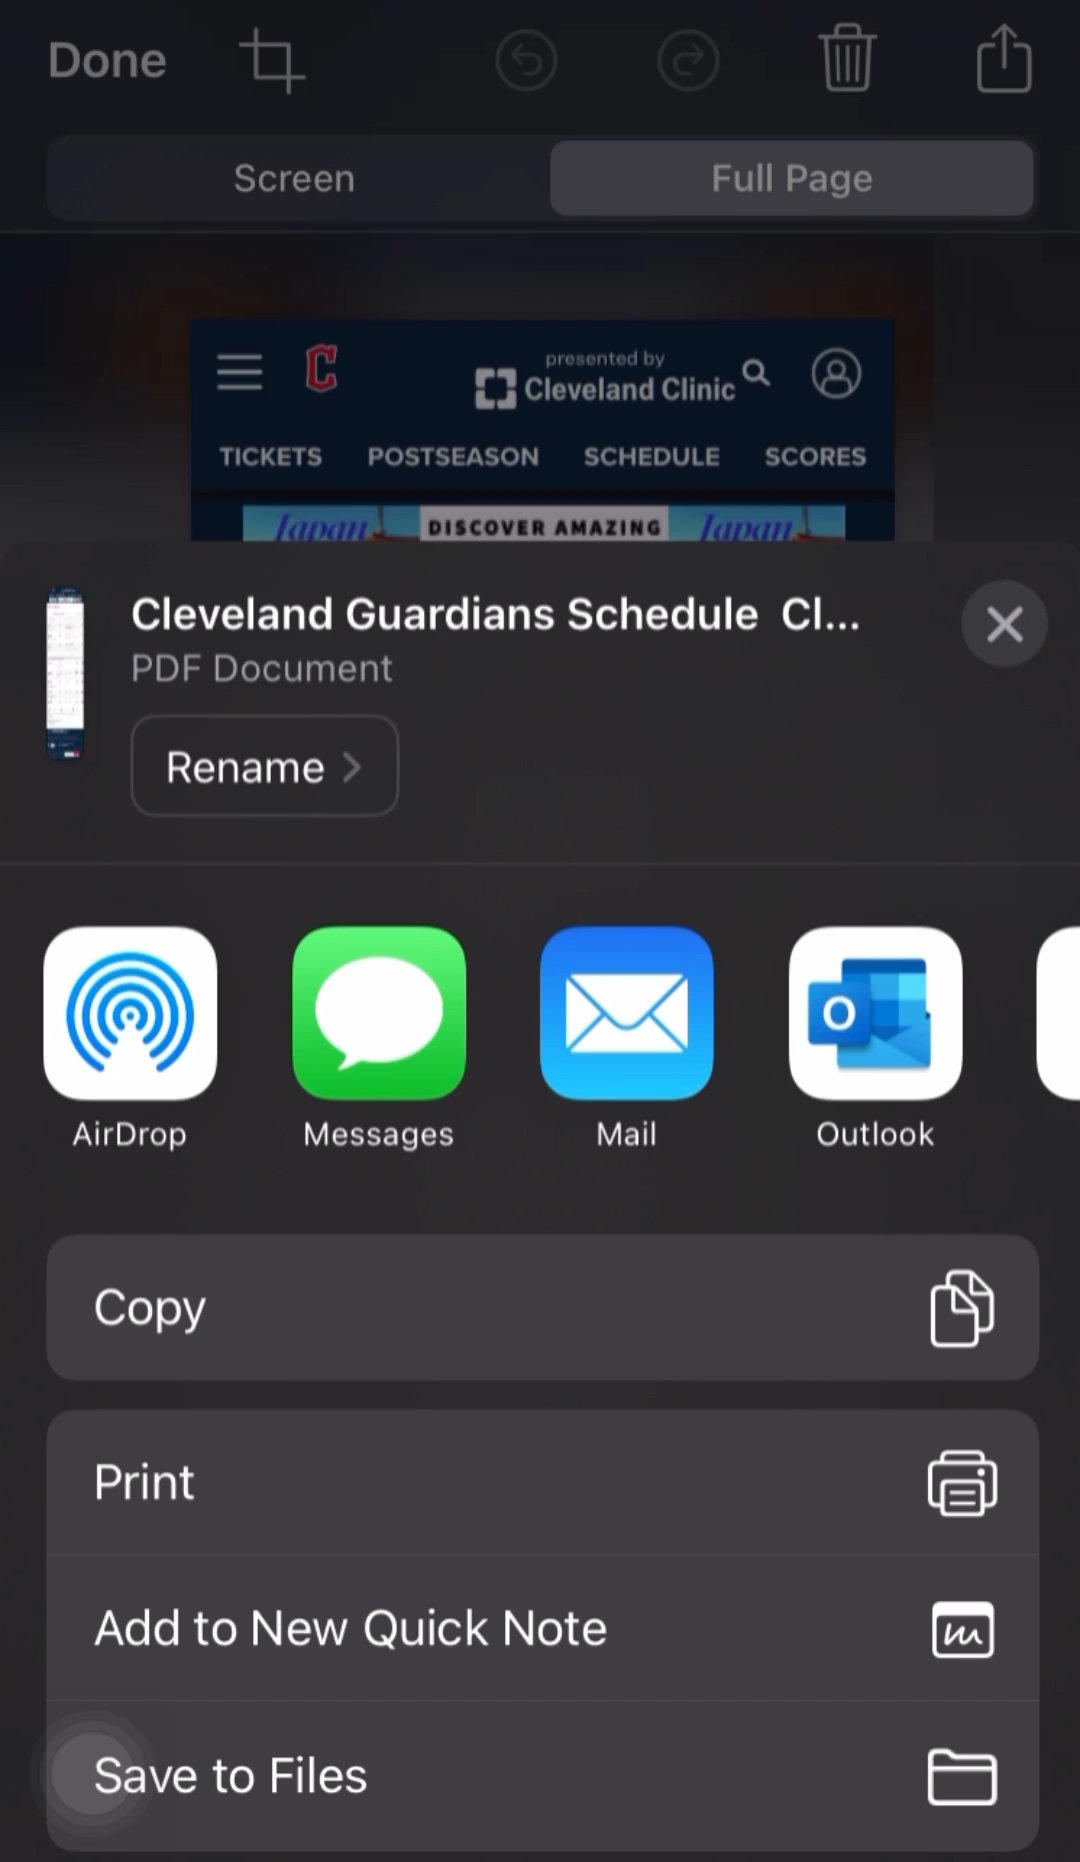 Done
Screen Full Page
presented by
Cleveland Clinic
TICKETS POSTSEASON SCHEDULE SCORES
Japan DISCOVER AMAZING Japan
Cleveland Guardians Schedule Cl...
PDF Document
Rename
AirDrop Messages Mail Outlook
Copy
Print
Add to New Quick Note
Save to Files